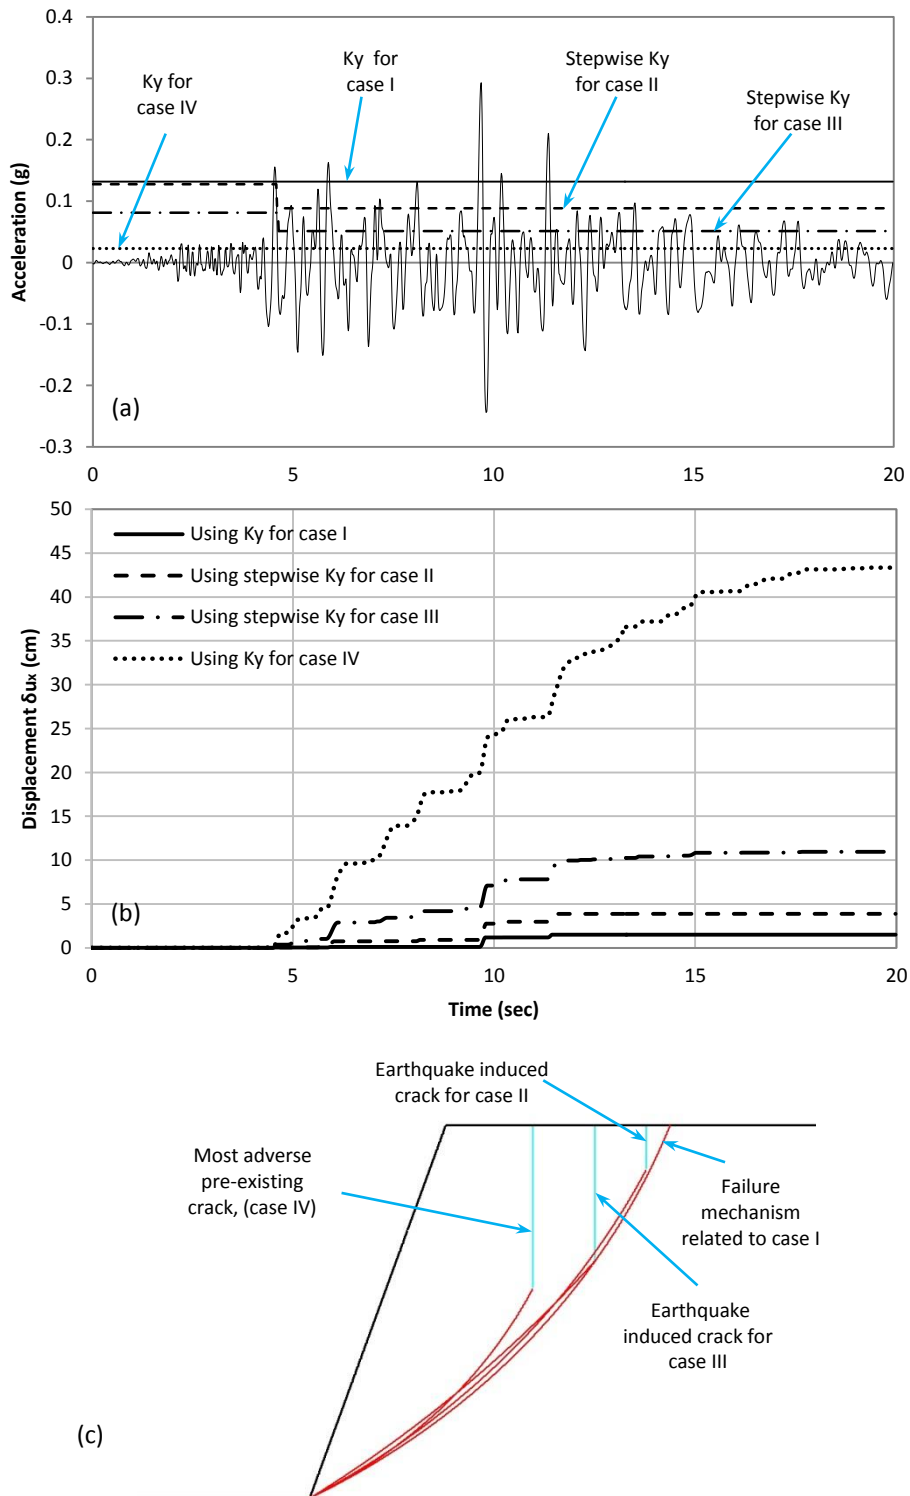 0.4
0.3
0.2
0.1
0
-0.1
-0.2
-0.3
Acceleration (g)
Ky for
case IV
Ky for
case I
Stepwise Ky
for case II
Stepwise Ky
for case III
(a)
0 5 10 15 20
50
45
40
35
30
25
20
15
10
5
0
Displacement δux (cm)
Using Ky for case I
Using stepwise Ky for case II
Using stepwise Ky for case III
Using Ky for case IV
(b)
0 5 10 15 20
Time (sec)
Earthquake induced
crack for case II
Most adverse
pre-existing
crack, (case IV)
Failure
mechanism
related to case I
Earthquake
induced crack for
case III
(c)